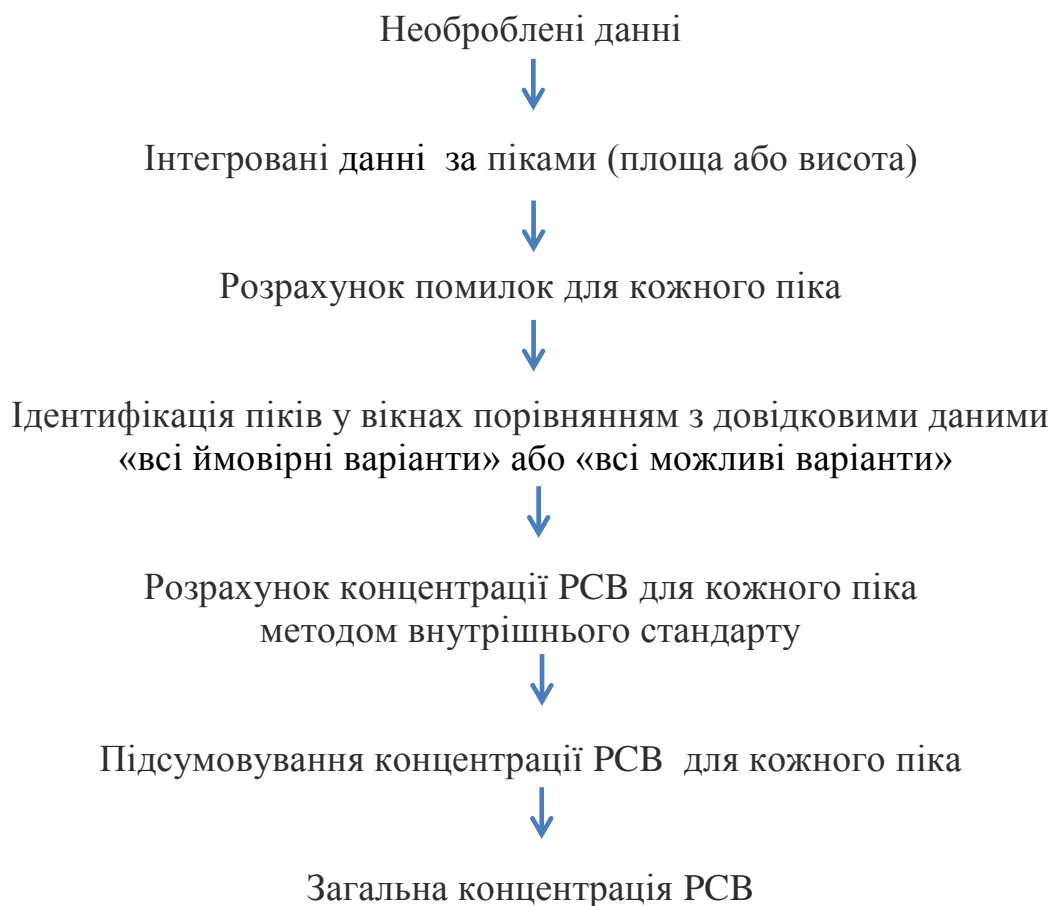 Необроблені данні
Інтегровані данні за піками (площа або висота)
Розрахунок помилок для кожного піка
Ідентифікація піків у вікнах порівнянням з довідковими даними
«всі ймовірні варіанти» або «всі можливі варіанти»
Розрахунок концентрації РСВ для кожного піка
методом внутрішнього стандарту
Підсумовування концентрації РСВ для кожного піка
Загальна концентрація РСВ